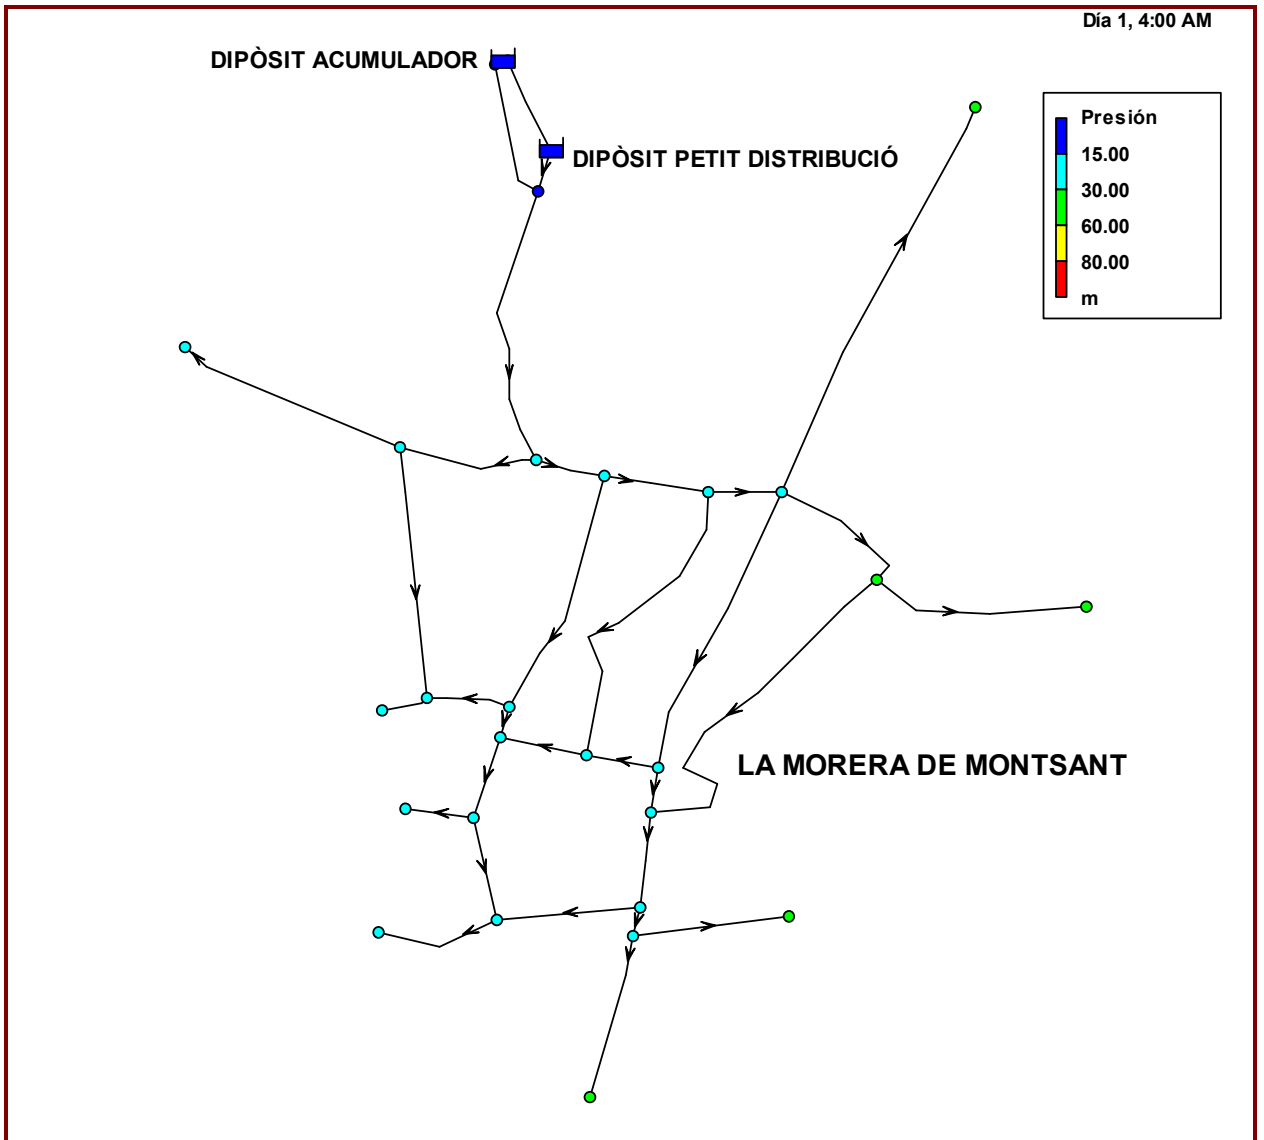 Día 1, 4:00 AM
DIPÒSIT ACUMULADOR
DIPÒSIT PETIT DISTRIBUCIÓ
Presión
15.00
30.00
60.00
80.00
m
LA MORERA DE MONTSANT